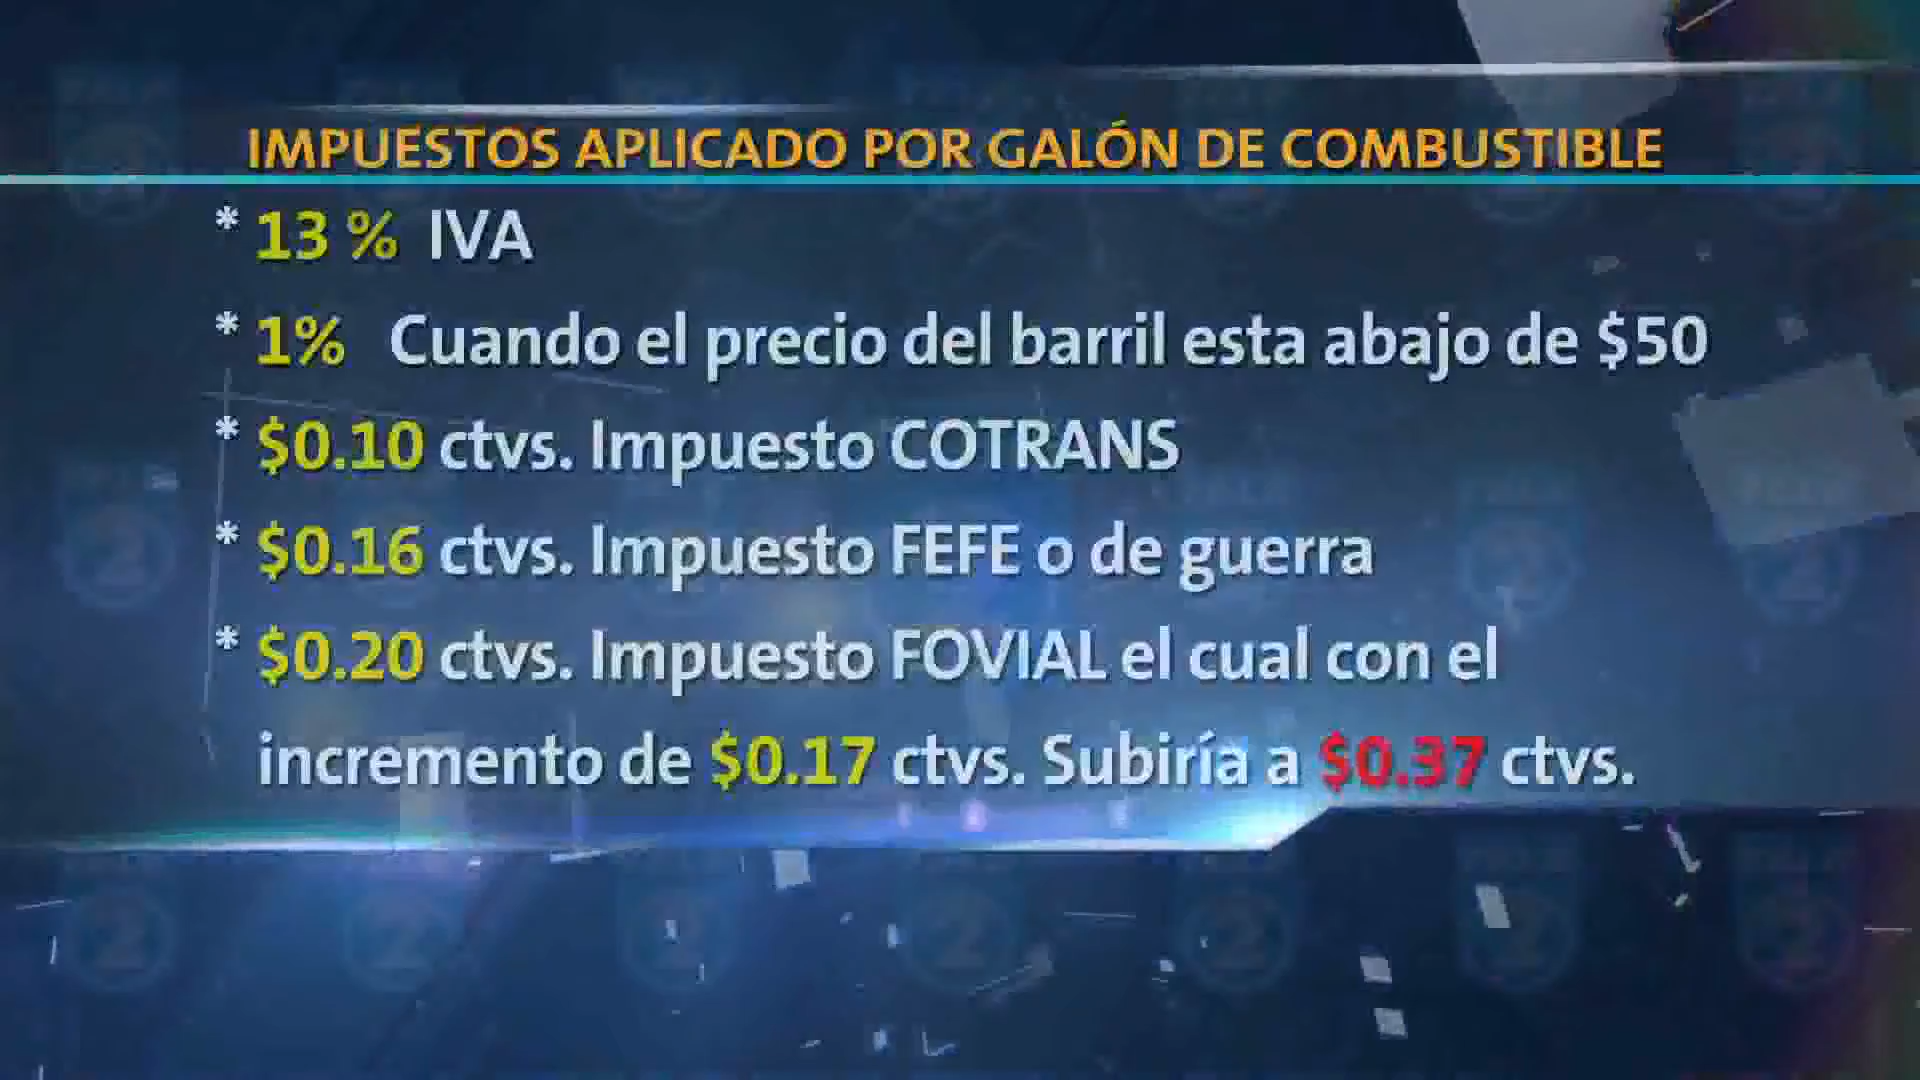 IMPUESTOS APLICADO POR GALÓN DE COMBUSTIBLE
* 13 % IVA
* 1% Cuando el precio del barril esta abajo de $50
* $0.10 ctvs. Impuesto COTRANS
* $0.16 ctvs. Impuesto FEFE o de guerra
* $0.20 ctvs. Impuesto FOVIAL el cual con el
incremento de $0.17 ctvs. Subiría a $0.37 ctvs.